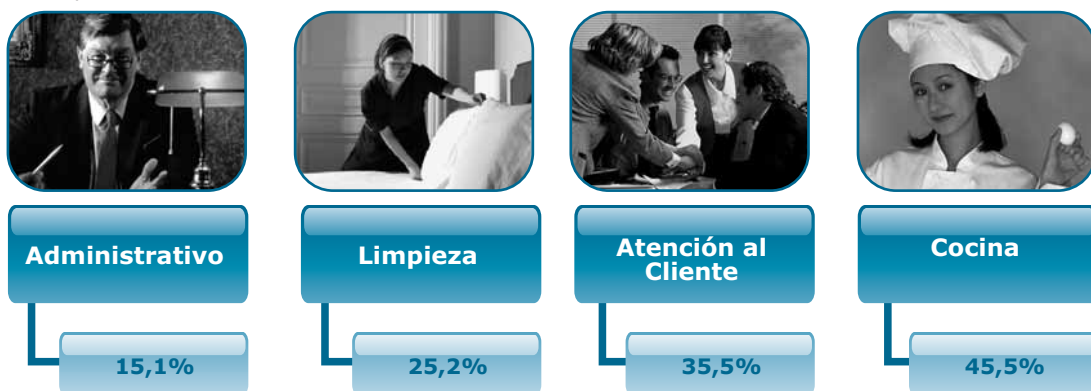 Administrativo
Limpieza
Atención al
Cliente
Cocina
15,1%
25,2%
35,5%
45,5%